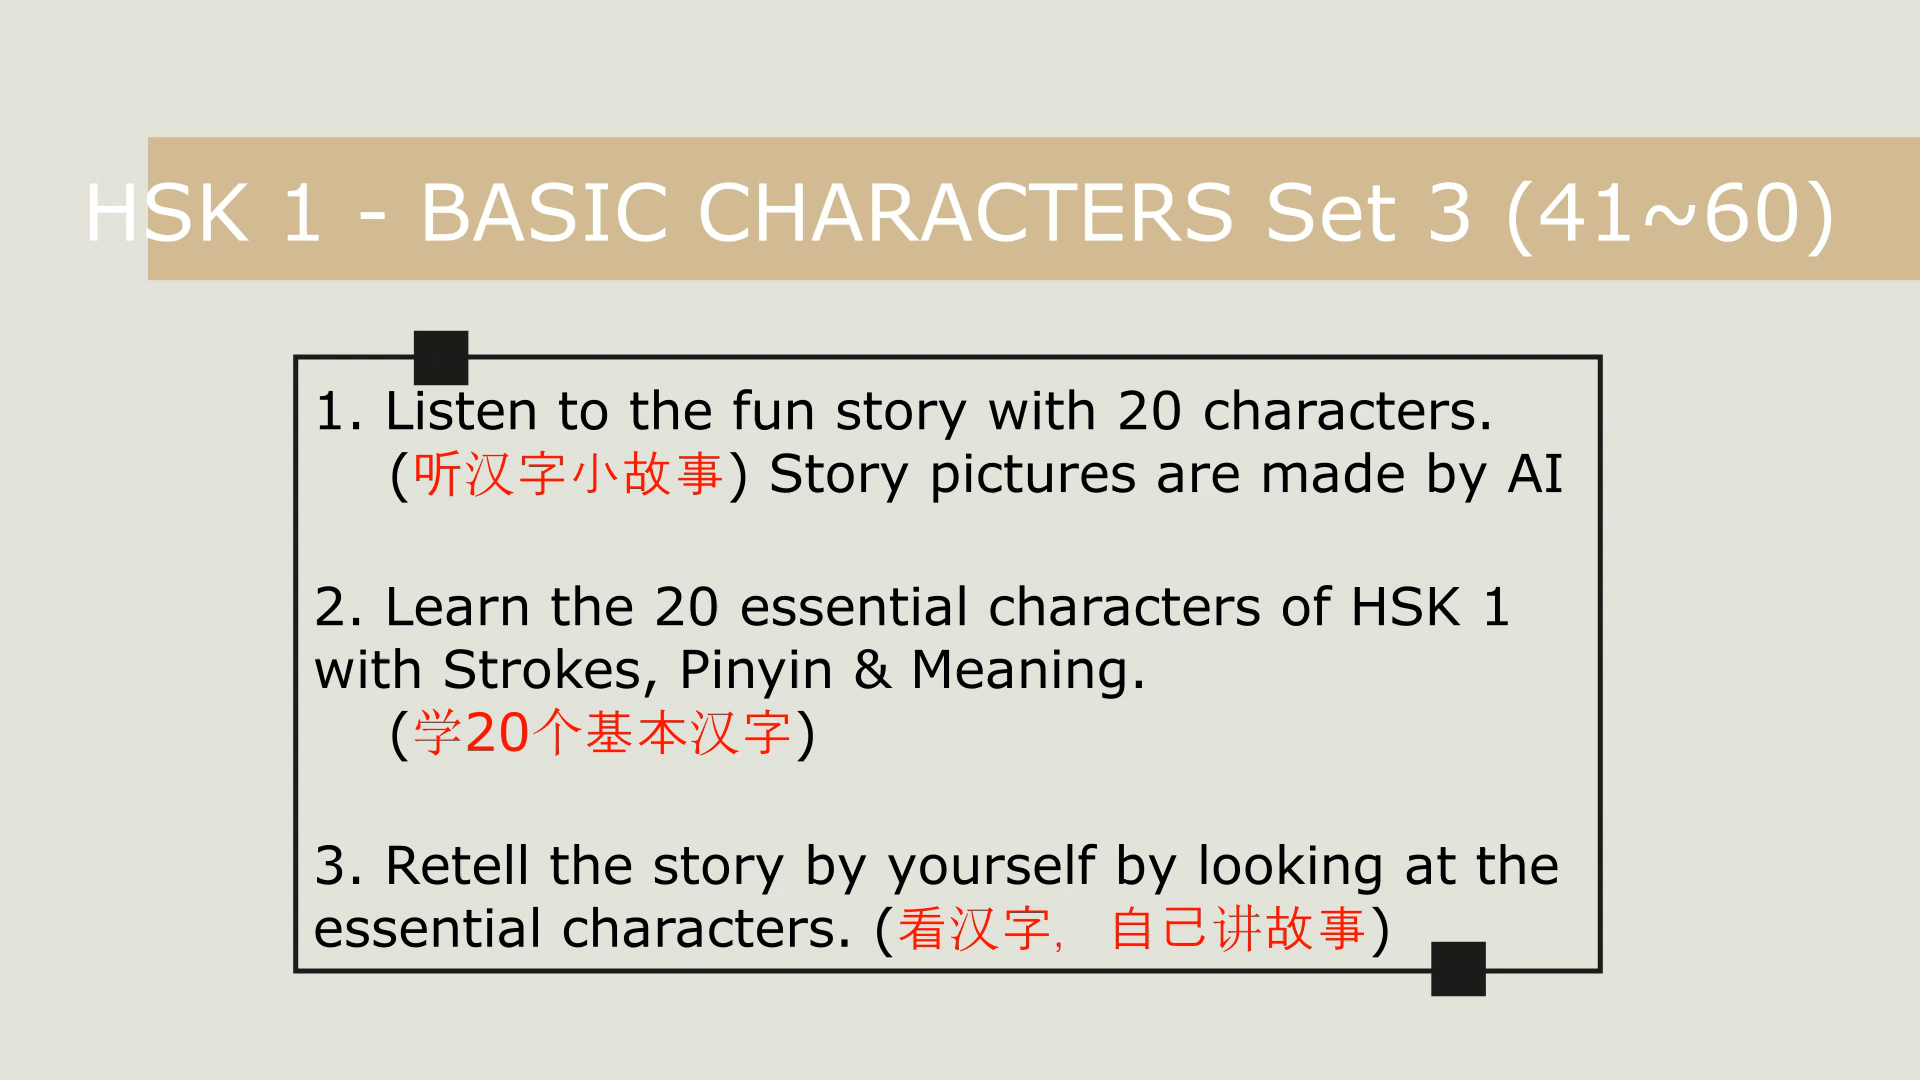 HSK 1 - BASIC CHARACTERS Set 3 (41~60)
1. Listen to the fun story with 20 characters.
(听汉字小故事) Story pictures are made by AI
2. Learn the 20 essential characters of HSK 1
with Strokes, Pinyin & Meaning.
(学20个基本汉字)
3. Retell the story by yourself by looking at the
essential characters. (看汉字，自己讲故事)